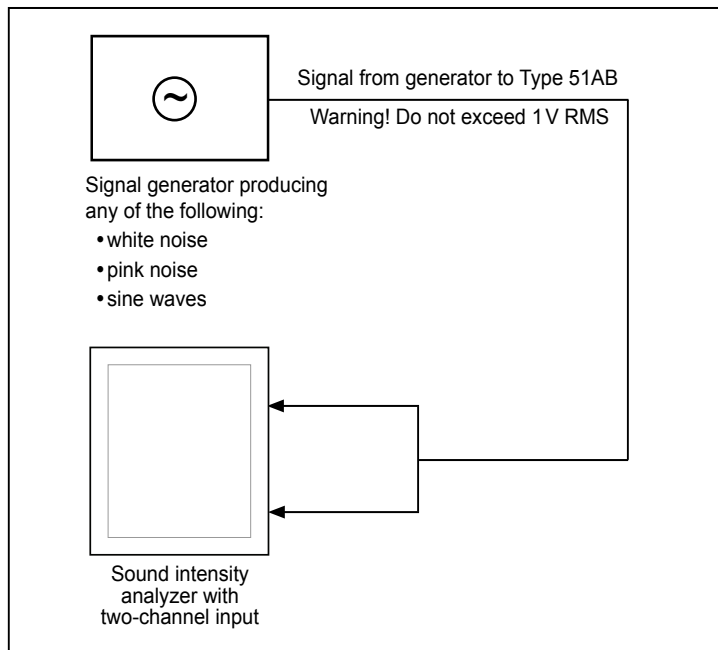 ~
Signal from generator to Type 51AB
Warning! Do not exceed 1V RMS
Signal generator producing
any of the following:
• white noise
• pink noise
• sine waves
Sound intensity
analyzer with
two-channel input